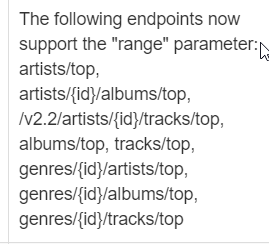 The following endpoints now
support the "range" parameter:
artists/top,
artists/{id}/albums/top,
/v2.2/artists/{id}/tracks/top,
albums/top, tracks/top,
genres/{id}/artists/top,
genres/{id}/albums/top,
genres/{id}/tracks/top